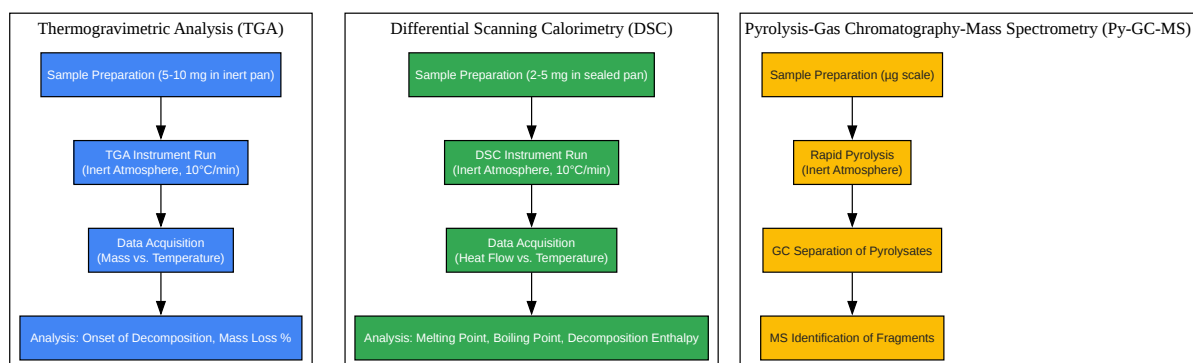 Thermogravimetric Analysis (TGA)
Sample Preparation (5-10 mg in inert pan)
TGA Instrument Run
(Inert Atmosphere, 10°C/min)
Data Acquisition
(Mass vs. Temperature)
Analysis: Onset of Decomposition, Mass Loss %
Differential Scanning Calorimetry (DSC)
Sample Preparation (2-5 mg in sealed pan)
DSC Instrument Run
(Inert Atmosphere, 10°C/min)
Data Acquisition
(Heat Flow vs. Temperature)
Analysis: Melting Point, Boiling Point, Decomposition Enthalpy
Pyrolysis-Gas Chromatography-Mass Spectrometry (Py-GC-MS)
Sample Preparation (µg scale)
Rapid Pyrolysis
(Inert Atmosphere)
GC Separation of Pyrolysates
MS Identification of Fragments